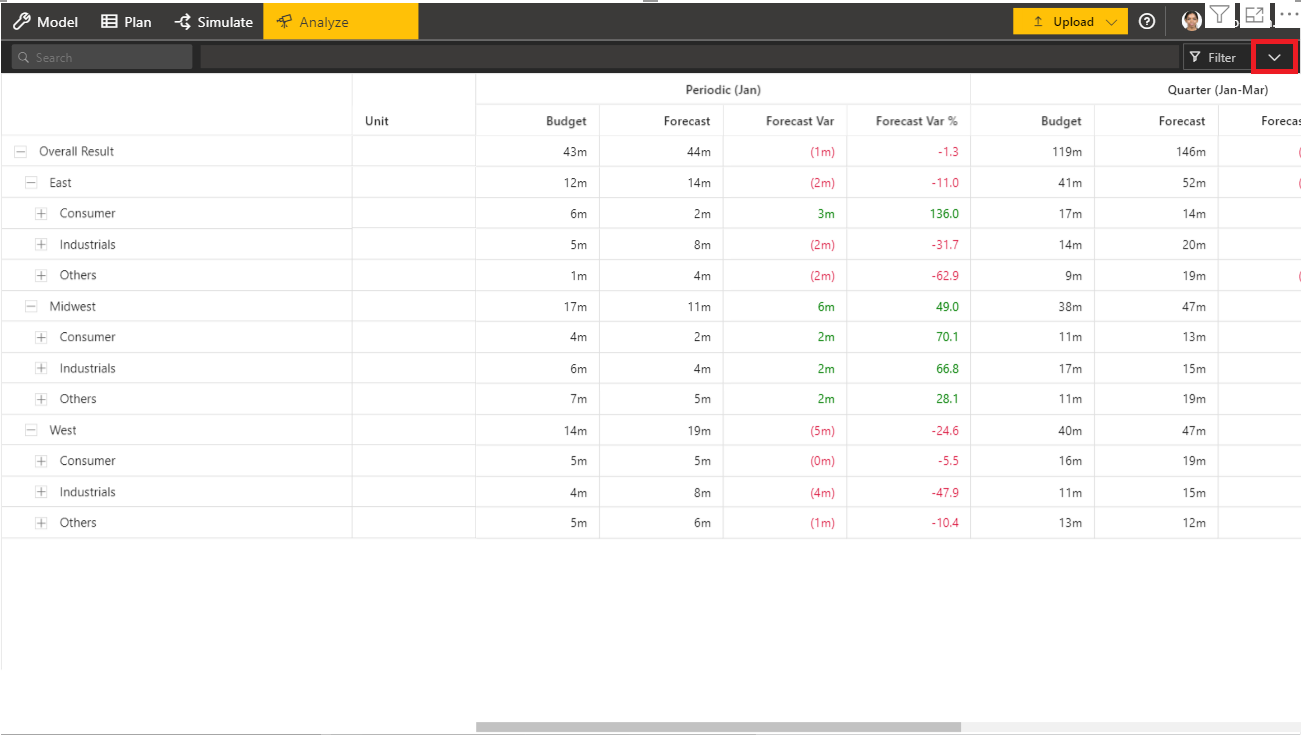 Model Plan Simulate Analyze Upload
Search Filter
Periodic (Jan) Quarter (Jan-Mar)
Unit Budget Forecast Forecast Var Forecast Var % Budget Forecast
Overall Result 43m 44m (1m) -1.3 119m 146m (
East 12m 14m (2m) -11.0 41m 52m (
Consumer 6m 2m 3m 136.0 17m 14m
Industrials 5m 8m (2m) -31.7 14m 20m
Others 1m 4m (2m) -62.9 9m 19m (
Midwest 17m 11m 6m 49.0 38m 47m
Consumer 4m 2m 2m 70.1 11m 13m
Industrials 6m 4m 2m 66.8 17m 15m
Others 7m 5m 2m 28.1 11m 19m
West 14m 19m (5m) -24.6 40m 47m
Consumer 5m 5m (0m) -5.5 16m 19m
Industrials 4m 8m (4m) -47.9 11m 15m
Others 5m 6m (1m) -10.4 13m 12m